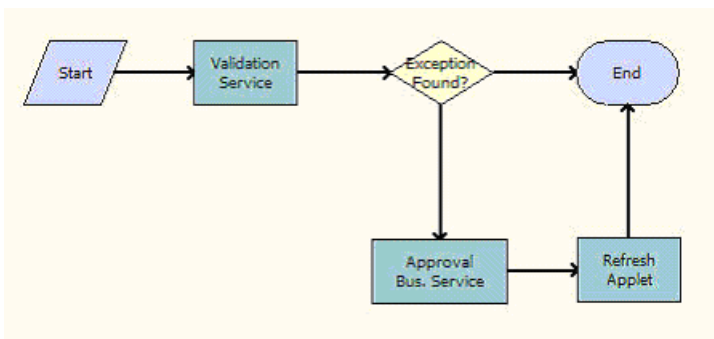 Start
Validation
Service
Exception
Found?
End
Approval
Bus. Service
Refresh
Applet